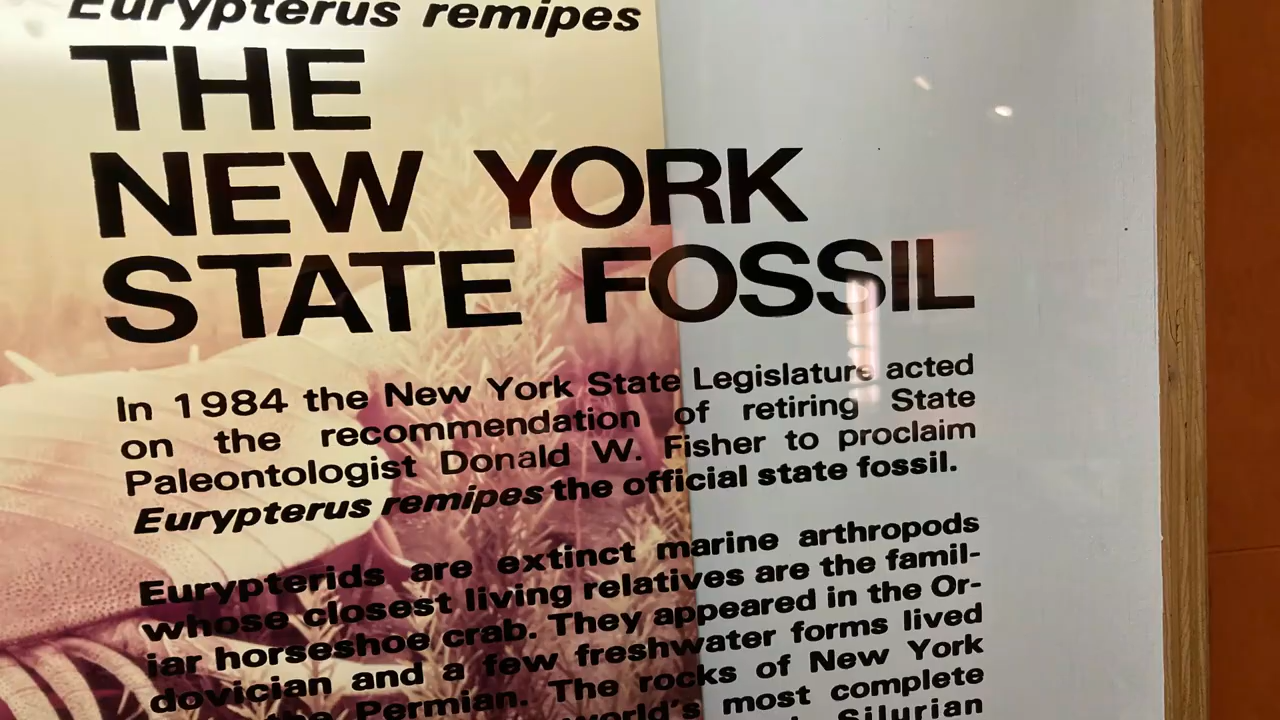 Eurypterus remipes
THE
NEW YORK
STATE FOSSIL
In 1984 the New York State Legislature acted
on the recommendation of retiring State
Paleontologist Donald W. Fisher to proclaim
Eurypterus remipes the official state fossil.
Eurypterids are extinct marine arthropods
whose closest living relatives are the famil-
iar horseshoe crab. They appeared in the Or-
dovician and a few freshwater forms lived
the Permian. The rocks of New York
world's most complete
Silurian